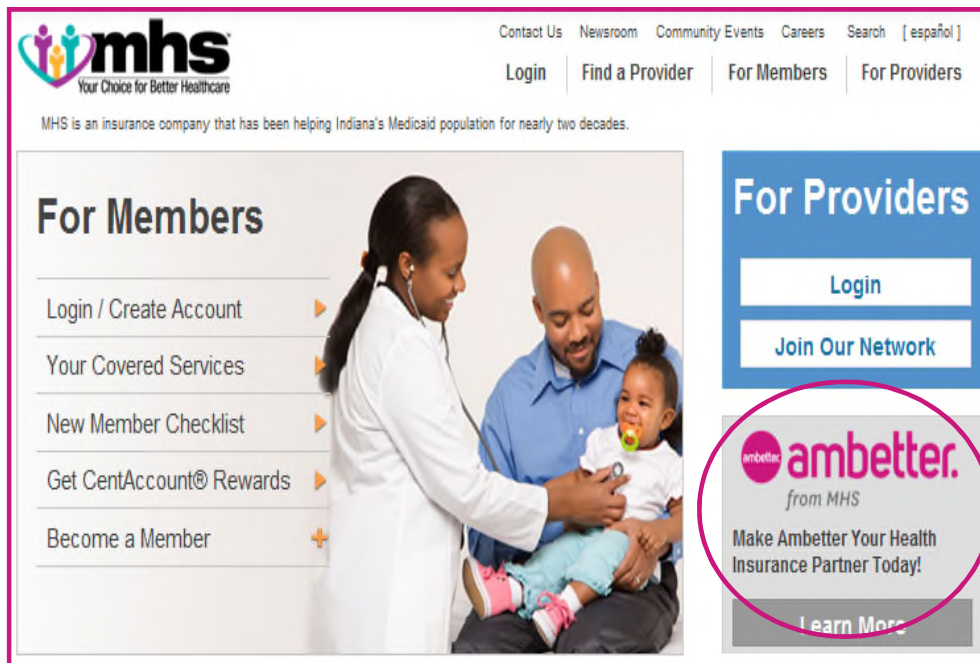 mhs
Your Choice for Better Healthcare
Contact Us Newsroom Community Events Careers Search [ español ]
Login Find a Provider For Members For Providers
MHS is an insurance company that has been helping Indiana's Medicaid population for nearly two decades.
For Members
Login / Create Account
Your Covered Services
New Member Checklist
Get CentAccount® Rewards
Become a Member
For Providers
Login
Join Our Network
ambetter. ambetter.
from MHS
Make Ambetter Your Health
Insurance Partner Today!
Learn More